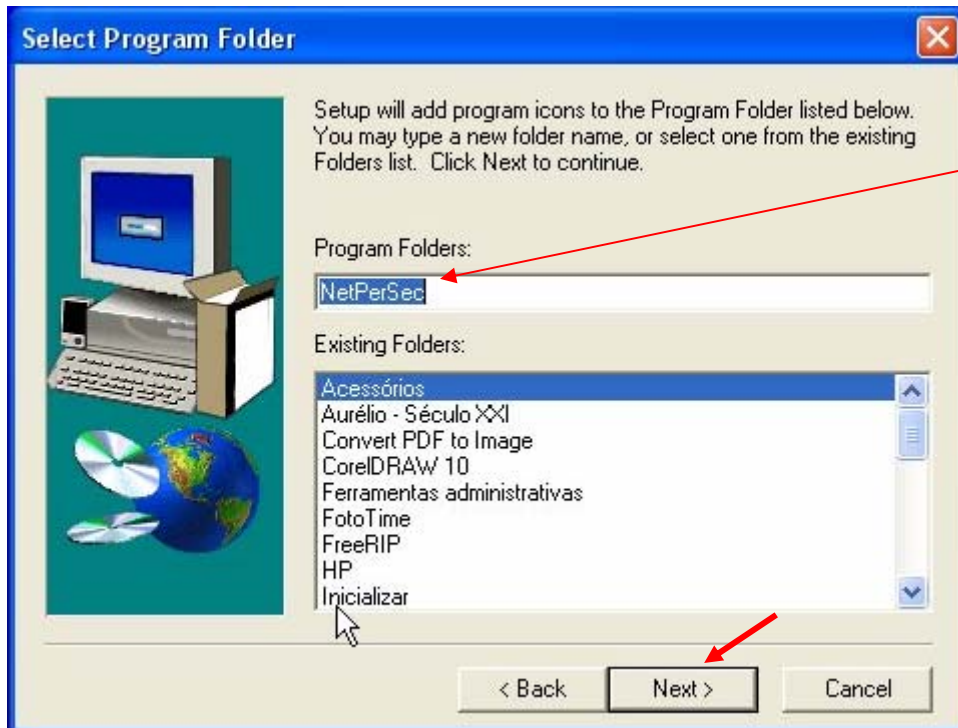 Select Program Folder
Setup will add program icons to the Program Folder listed below.
You may type a new folder name, or select one from the existing
Folders list. Click Next to continue.
Program Folders:
NetPerSec
Existing Folders:
Acessórios
Aurélio - Século XXI
Convert PDF to Image
CorelDRAW 10
Ferramentas administrativas
FotoTime
FreeRIP
HP
Inicializar
< Back
Next >
Cancel